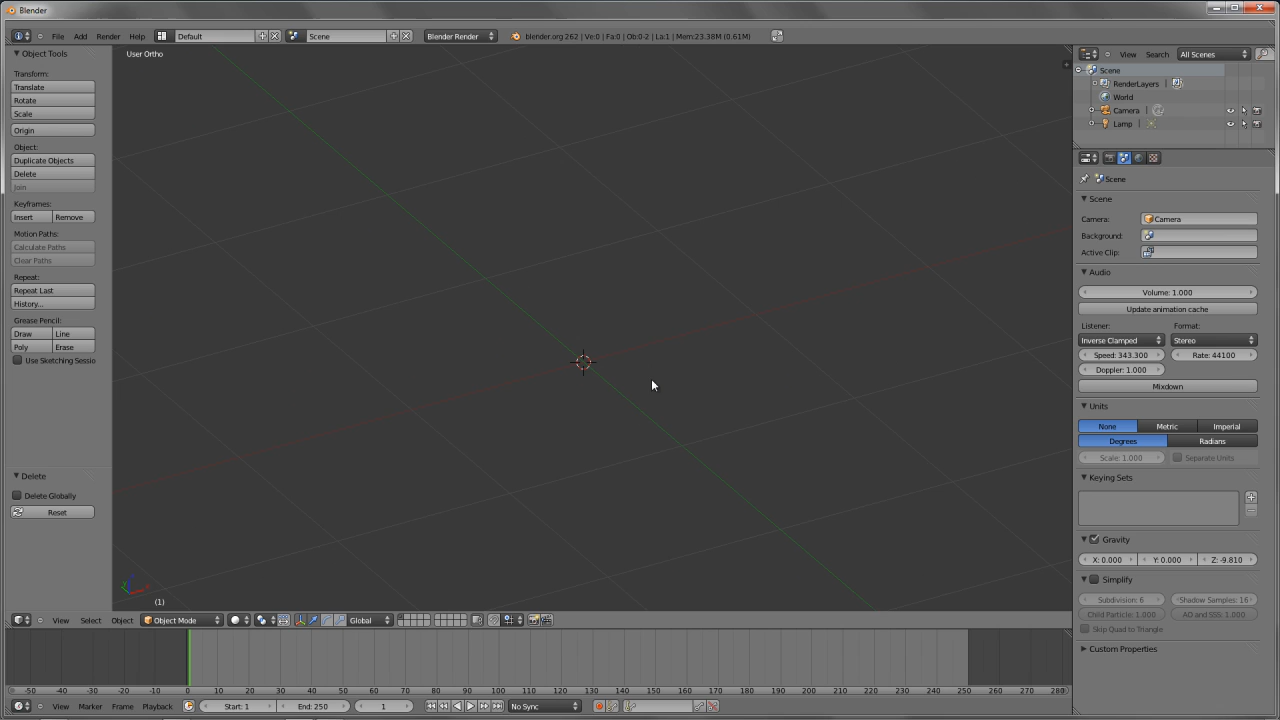 Blender
File Add Render Help Default Scene Blender Render blender.org 262 | Ve:0 | Fa:0 | Ob:0-2 | La:1 | Mem:23.38M (0.61M)
Object Tools
Transform:
Translate
Rotate
Scale
Origin
Object:
Duplicate Objects
Delete
Join
Keyframes:
Insert Remove
Motion Paths:
Calculate Paths
Clear Paths
Repeat:
Repeat Last
History...
Grease Pencil:
Draw Line
Poly Erase
Use Sketching Sessio
Delete
Delete Globally
Reset
User Ortho
(1)
View Select Object Object Mode Global
-50 -40 -30 -20 -10 0 10 20 30 40 50 60 70 80 90 100 110 120 130 140 150 160 170 180 190 200 210 220 230 240 250 260 270 280
View Marker Frame Playback Start: 1 End: 250 1 No Sync
View Search All Scenes
Scene
RenderLayers
World
Camera
Lamp
Scene
Scene
Camera: Camera
Background:
Active Clip:
Audio
Volume: 1.000
Update animation cache
Listener: Format:
Inverse Clamped Stereo
Speed: 343.300 Rate: 44100
Doppler: 1.000
Mixdown
Units
None Metric Imperial
Degrees Radians
Scale: 1.000 Separate Units
Keying Sets
Gravity
X: 0.000 Y: 0.000 Z: -9.810
Simplify
Subdivision: 6 Shadow Samples: 16
Child Particle: 1.000 AO and SSS: 1.000
Skip Quad to Triangle
Custom Properties